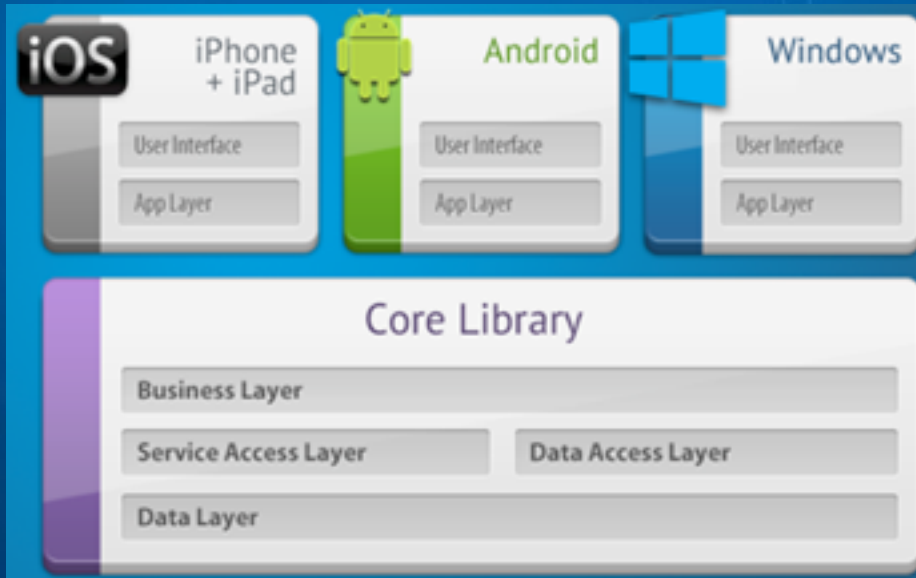 iOS
iPhone
+ iPad
User Interface
App Layer
Android
User Interface
App Layer
Windows
User Interface
App Layer
Core Library
Business Layer
Service Access Layer
Data Access Layer
Data Layer